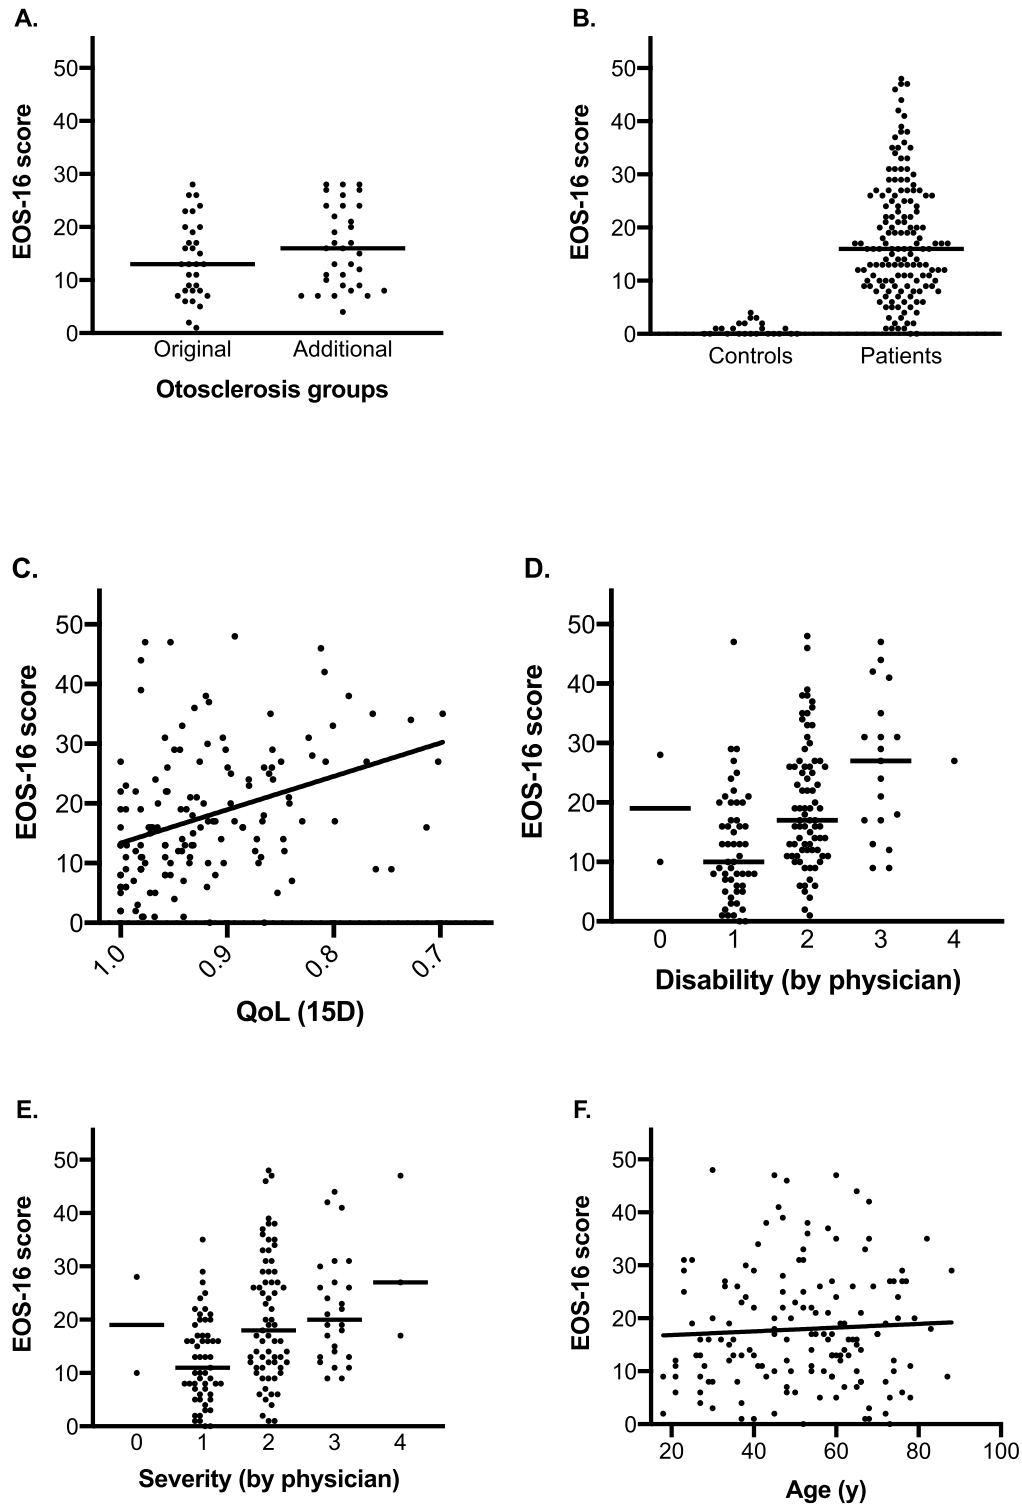 A.
EOS-16 score
50
40
30
20
10
0
Original Additional
Otosclerosis groups
B.
EOS-16 score
50
40
30
20
10
0
Controls Patients
C.
EOS-16 score
50
40
30
20
10
0
1.0 0.9 0.8 0.7
QoL (15D)
D.
EOS-16 score
50
40
30
20
10
0
0 1 2 3 4
Disability (by physician)
E.
EOS-16 score
50
40
30
20
10
0
0 1 2 3 4
Severity (by physician)
F.
EOS-16 score
50
40
30
20
10
0
20 40 60 80 100
Age (y)